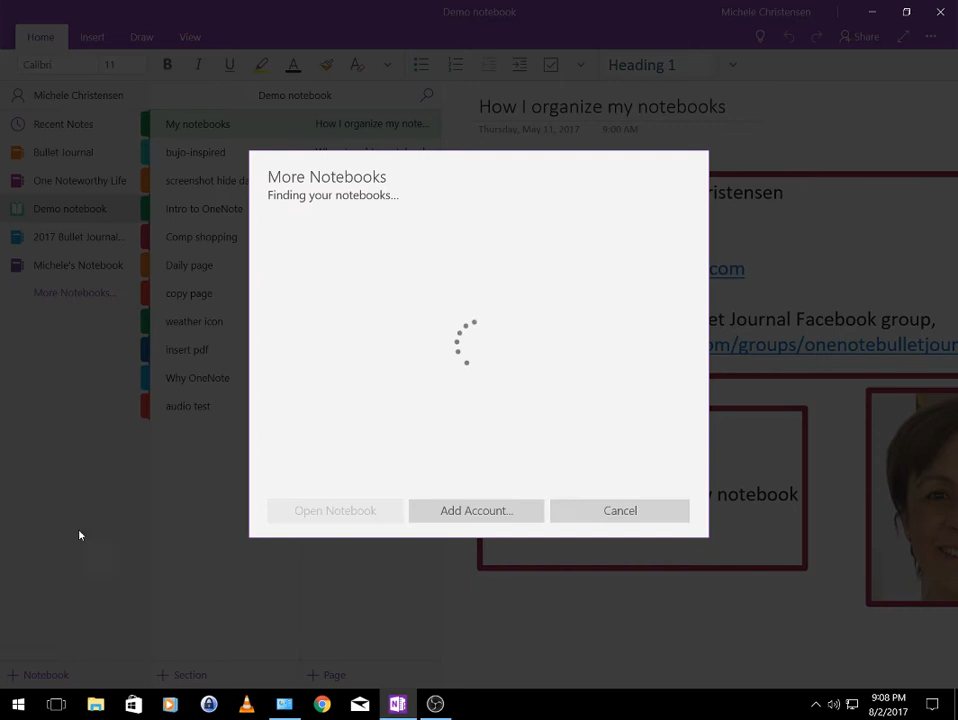 Demo notebook
Michele Christensen
Home
Insert
Draw
View
Share
Calibri
11
B
I
U
A
Heading 1
Michele Christensen
Recent Notes
Bullet Journal
One Noteworthy Life
Demo notebook
2017 Bullet Journal...
Michele's Notebook
More Notebooks...
Demo notebook
My notebooks
bujo-inspired
screenshot hide da
Intro to OneNote
Comp shopping
Daily page
copy page
weather icon
insert pdf
Why OneNote
audio test
How I organize my note...
How I organize my notebooks
Thursday, May 11, 2017
9:09 AM
ristensen
com
et Journal Facebook group,
om/groups/onenotebulletjour
y notebook
More Notebooks
Finding your notebooks...
Open Notebook
Add Account...
Cancel
Notebook
Section
Page
9:08 PM
8/2/2017